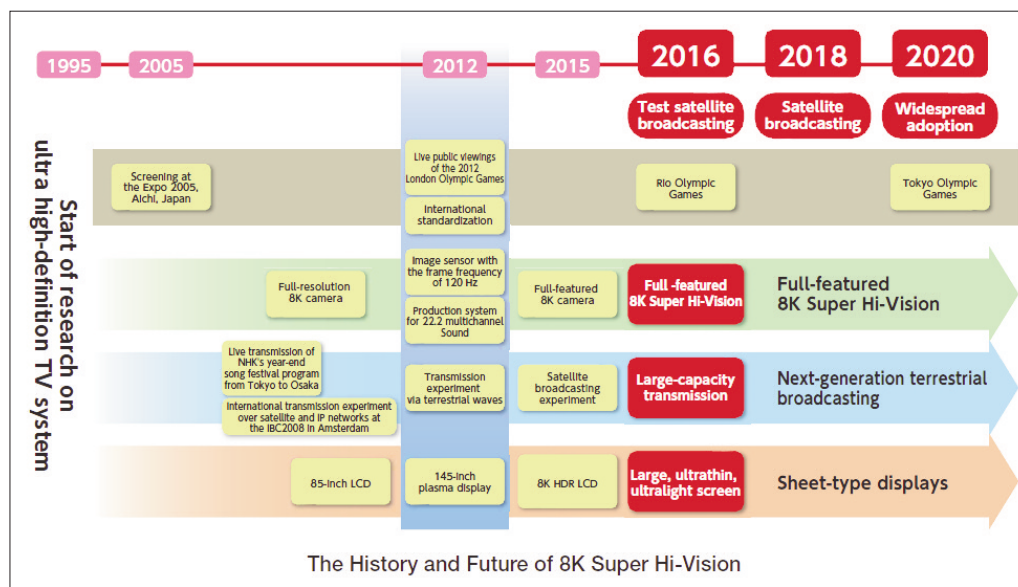 1995
2005
2012
2015
2016
2018
2020
Test satellite
broadcasting
Satellite
broadcasting
Widespread
adoption
Start of research on
ultra high-definition TV system
Screening at
the Expo 2005,
Aichi, Japan
Live public viewings
of the 2012
London Olympic Games
International
standardization
Rio Olympic
Games
Tokyo Olympic
Games
Full-resolution
8K camera
Image sensor with
the frame frequency
of 120 Hz
Production system
for 22.2 multichannel
Sound
Full-featured
8K camera
Full -featured
8K Super Hi-Vision
Full-featured
8K Super Hi-Vision
Live transmission of
NHK's year-end
song festival program
from Tokyo to Osaka
International transmission experiment
over satellite and IP networks at
the IBC2008 in Amsterdam
Transmission
experiment
via terrestrial waves
Satellite
broadcasting
experiment
Large-capacity
transmission
Next-generation terrestrial
broadcasting
85-inch LCD
145-inch
plasma display
8K HDR LCD
Large, ultrathin,
ultralight screen
Sheet-type displays
The History and Future of 8K Super Hi-Vision